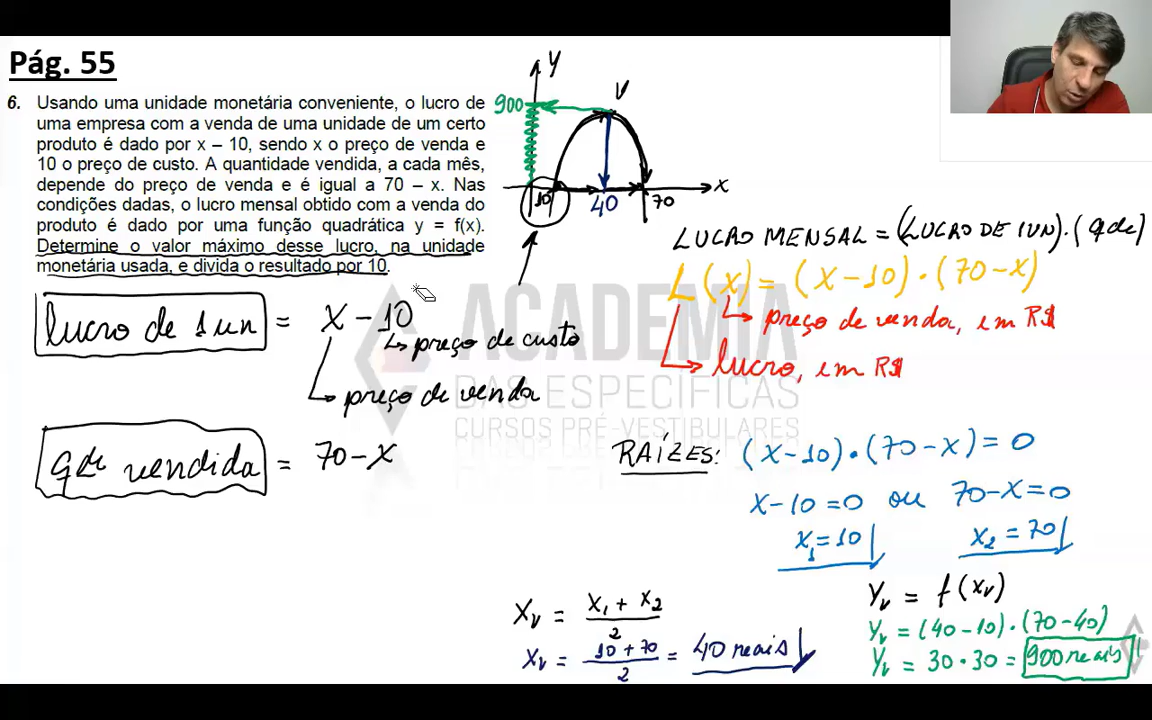 Pág. 55
6. Usando uma unidade monetária conveniente, o lucro de
uma empresa com a venda de uma unidade de um certo
produto é dado por x – 10, sendo x o preço de venda e
10 o preço de custo. A quantidade vendida, a cada mês,
depende do preço de venda e é igual a 70 – x. Nas
condições dadas, o lucro mensal obtido com a venda do
produto é dado por uma função quadrática y = f(x).
Determine o valor máximo desse lucro, na unidade
monetária usada, e divida o resultado por 10.
y
V
900
10
40
70
x
LUCRO MENSAL = (LUCRO DE 1UN).(qde)
L(x) = (x-10)·(70-x)
preço de venda, em R$
lucro, em R$
lucro de 1un = x - 10
preço de custo
preço de venda
qde vendida = 70-x
ACADEMIA
DAS ESPECÍFICAS
CURSOS PRÉ-VESTIBULARES
RAÍZES: (x-10)·(70-x)=0
x-10=0 ou 70-x=0
x1=10 x2=70
xv = x1 + x2 / 2
xv = 10+70 / 2 = 40 reais
yv = f(xv)
yv = (40-10)·(70-40)
yv = 30·30 = 900 reais